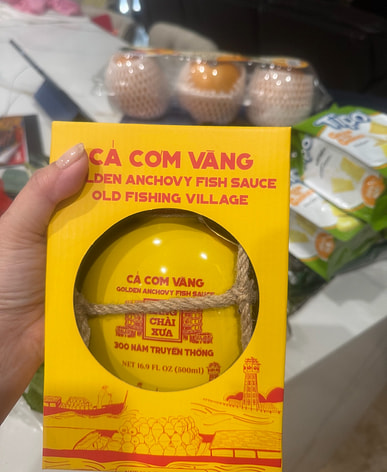 CÁ CƠM VÀNG
LDEN ANCHOVY FISH SAUCE
OLD FISHING VILLAGE
CÁ CƠM VÀNG
GOLDEN ANCHOVY FISH SAUCE
CHÀI
XƯA
300 NĂM TRUYỀN THỐNG
NET 16.9 FL OZ (500ml)